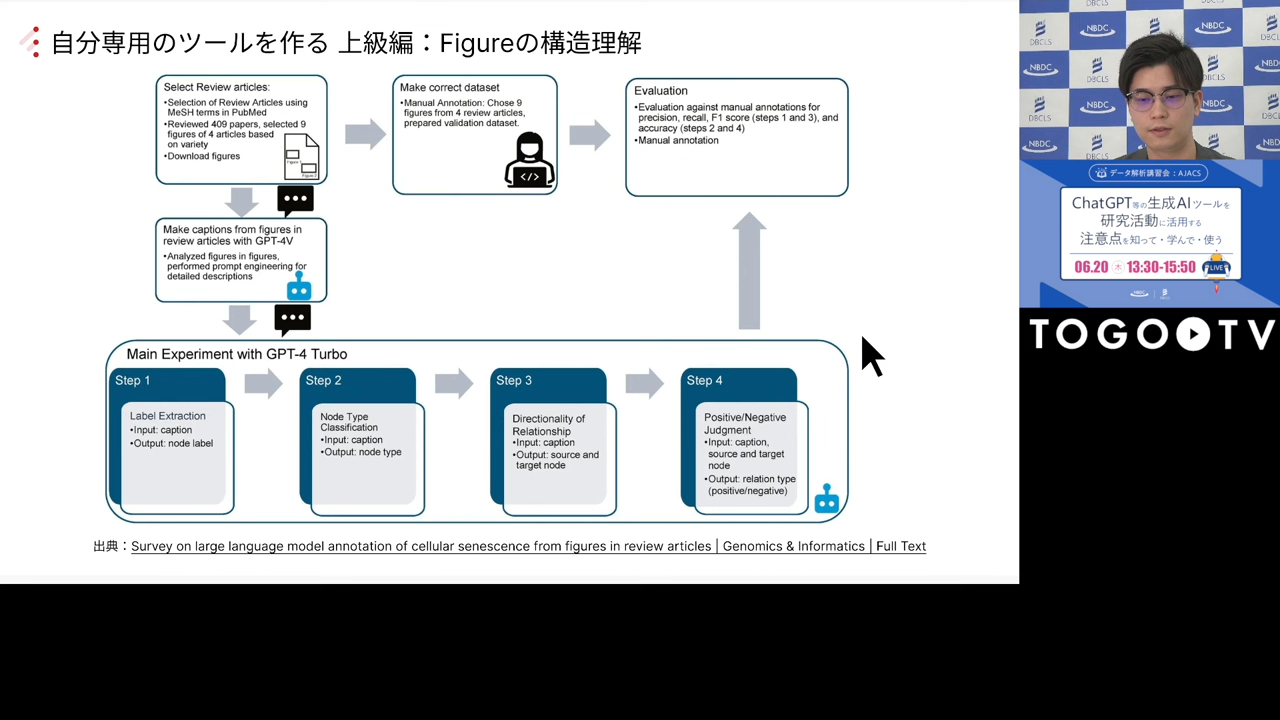 自分専用のツールを作る 上級編：Figureの構造理解
Select Review articles:
•Selection of Review Articles using
MeSH terms in PubMed
•Reviewed 409 papers, selected 9
figures of 4 articles based
on variety
•Download figures
Make correct dataset
•Manual Annotation: Chose 9
figures from 4 review articles,
prepared validation dataset.
Evaluation
•Evaluation against manual annotations for
precision, recall, F1 score (steps 1 and 3), and
accuracy (steps 2 and 4)
•Manual annotation
Make captions from figures in
review articles with GPT-4V
•Analyzed figures in figures,
performed prompt engineering for
detailed descriptions
Main Experiment with GPT-4 Turbo
Step 1
Label Extraction
•Input: caption
•Output: node label
Step 2
Node Type
Classification
•Input: caption
•Output: node type
Step 3
Directionality of
Relationship
•Input: caption
•Output: source and
target node
Step 4
Positive/Negative
Judgment
•Input: caption,
source and target
node
•Output: relation type
(positive/negative)
出典：Survey on large language model annotation of cellular senescence from figures in review articles | Genomics & Informatics | Full Text
NBDC
DBCLS
データ解析講習会：AJACS
ChatGPT等の生成AIツールを
研究活動に活用する
注意点を知って・学んで・使う
06.20 木 13:30-15:50
LIVE
TOGO TV